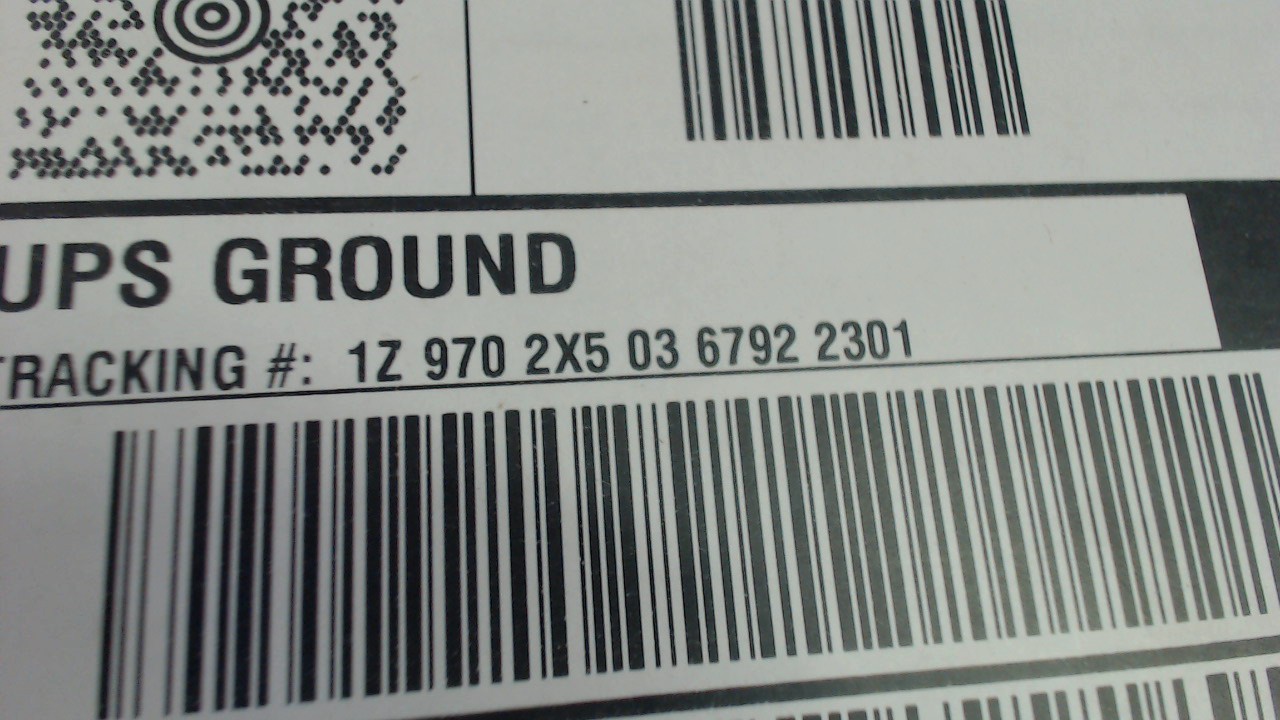 UPS GROUND
TRACKING #: 1Z 970 2X5 03 6792 2301